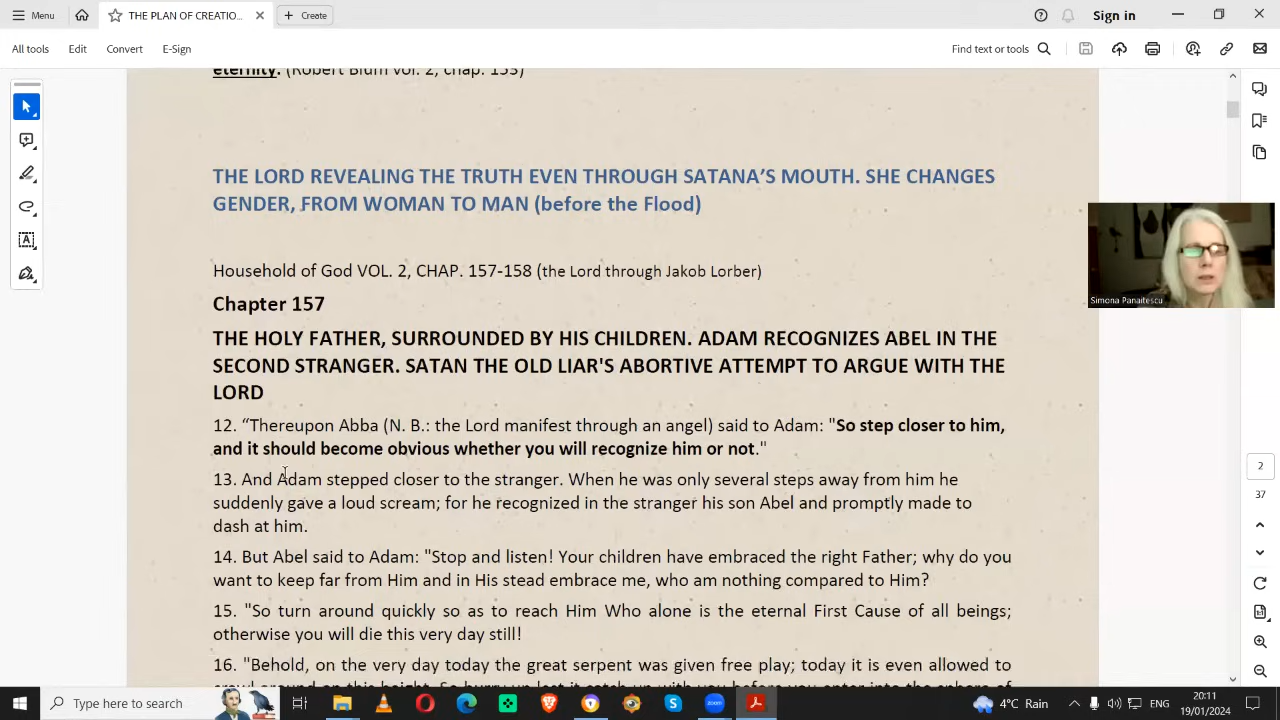 Menu
THE PLAN OF CREATIO...
Create
Sign in
All tools
Edit
Convert
E-Sign
Find text or tools
eternity. (Robert Blum vol. 2, chap. 153)
THE LORD REVEALING THE TRUTH EVEN THROUGH SATANA’S MOUTH. SHE CHANGES
GENDER, FROM WOMAN TO MAN (before the Flood)
Household of God VOL. 2, CHAP. 157-158 (the Lord through Jakob Lorber)
Chapter 157
THE HOLY FATHER, SURROUNDED BY HIS CHILDREN. ADAM RECOGNIZES ABEL IN THE
SECOND STRANGER. SATAN THE OLD LIAR'S ABORTIVE ATTEMPT TO ARGUE WITH THE
LORD
12. “Thereupon Abba (N. B.: the Lord manifest through an angel) said to Adam: "So step closer to him,
and it should become obvious whether you will recognize him or not."
13. And Adam stepped closer to the stranger. When he was only several steps away from him he
suddenly gave a loud scream; for he recognized in the stranger his son Abel and promptly made to
dash at him.
14. But Abel said to Adam: "Stop and listen! Your children have embraced the right Father; why do you
want to keep far from Him and in His stead embrace me, who am nothing compared to Him?
15. "So turn around quickly so as to reach Him Who alone is the eternal First Cause of all beings;
otherwise you will die this very day still!
16. "Behold, on the very day today the great serpent was given free play; today it is even allowed to
Simona Panaitescu
2
37
Type here to search
4°C Rain
ENG
20:11
19/01/2024